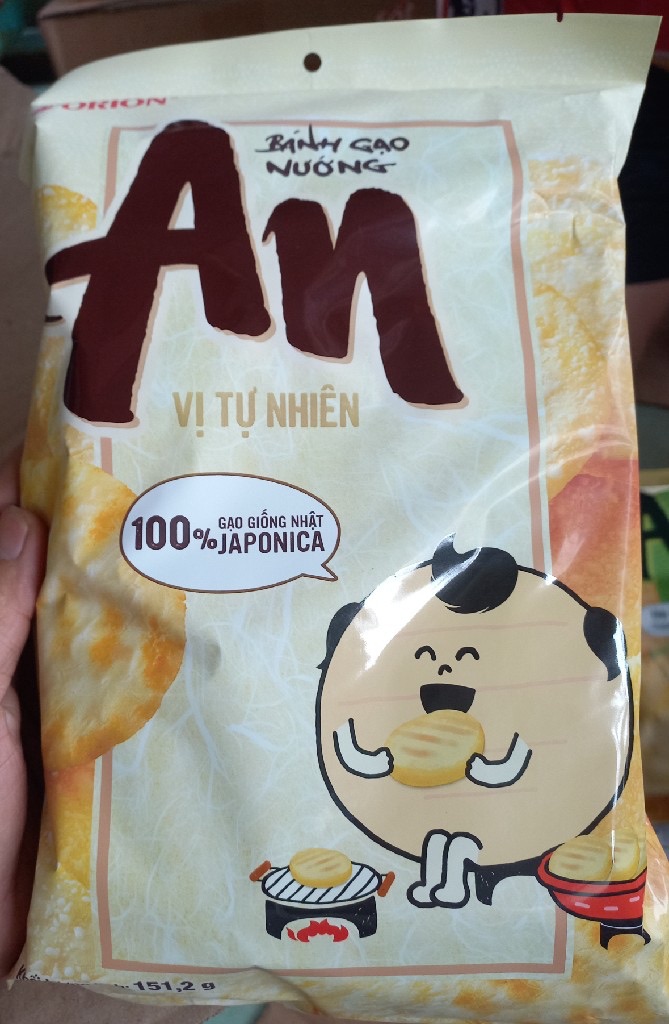 ORION
BÁNH GẠO
NƯỚNG
An
VỊ TỰ NHIÊN
100% GẠO GIỐNG NHẬT
JAPONICA
151,2 g